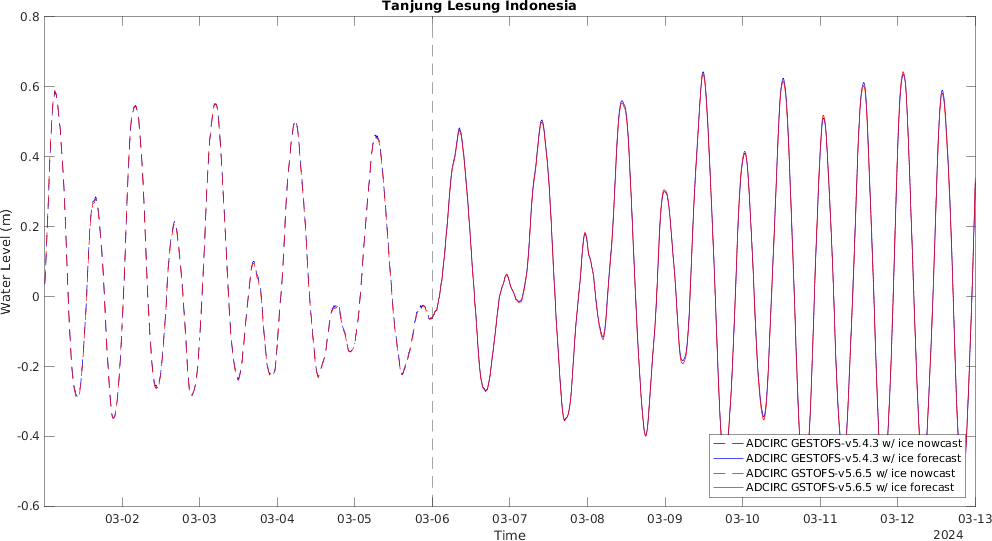 Tanjung Lesung Indonesia
0.8
0.6
0.4
0.2
0
-0.2
-0.4
-0.6
Water Level (m)
ADCIRC GESTOFS-v5.4.3 w/ ice nowcast
ADCIRC GESTOFS-v5.4.3 w/ ice forecast
ADCIRC GSTOFS-v5.6.5 w/ ice nowcast
ADCIRC GSTOFS-v5.6.5 w/ ice forecast
03-02 03-03 03-04 03-05 03-06 03-07 03-08 03-09 03-10 03-11 03-12 03-13
Time
2024